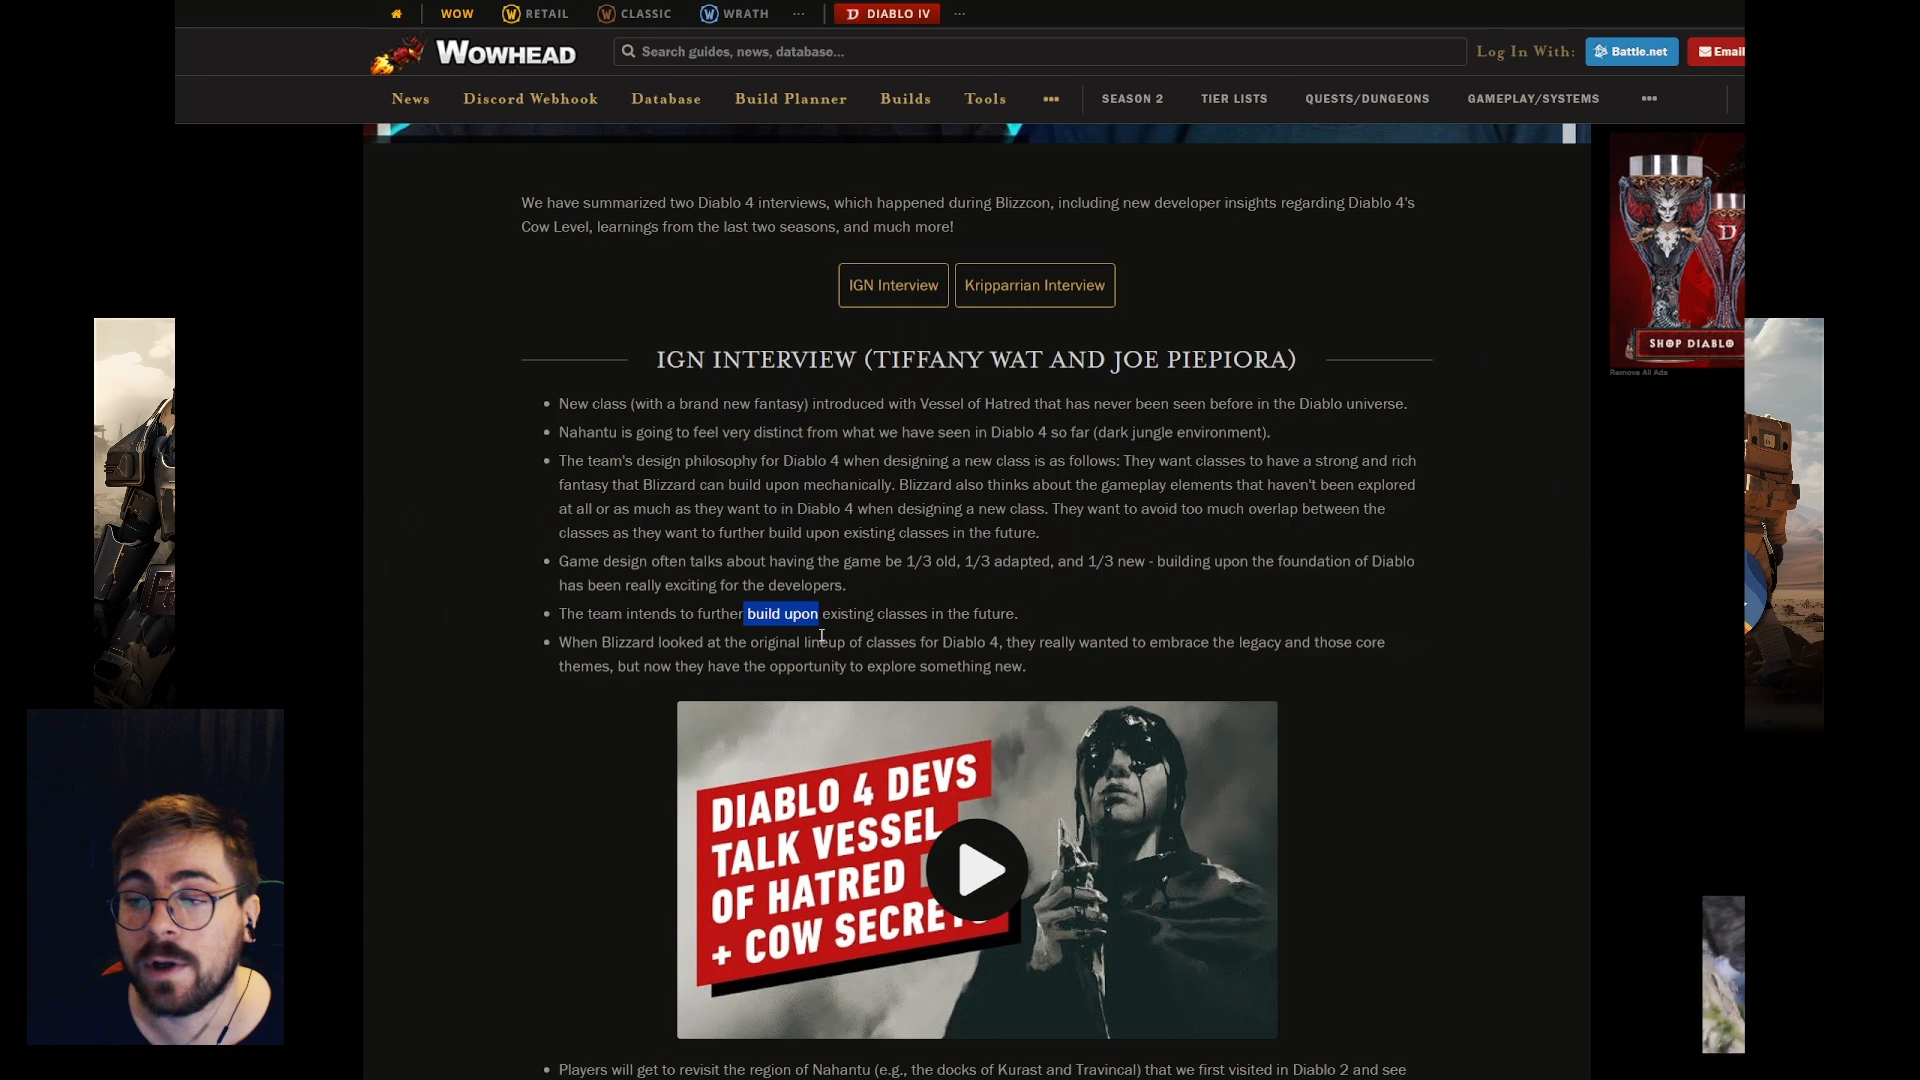 WOW RETAIL CLASSIC WRATH ... DIABLO IV ...
WOWHEAD Search guides, news, database... Log In With: Battle.net Email
News Discord Webhook Database Build Planner Builds Tools ••• SEASON 2 TIER LISTS QUESTS/DUNGEONS GAMEPLAY/SYSTEMS •••
We have summarized two Diablo 4 interviews, which happened during Blizzcon, including new developer insights regarding Diablo 4's
Cow Level, learnings from the last two seasons, and much more!
IGN Interview Kripparrian Interview
SHOP DIABLO
Remove All Ads
IGN INTERVIEW (TIFFANY WAT AND JOE PIEPIORA)
• New class (with a brand new fantasy) introduced with Vessel of Hatred that has never been seen before in the Diablo universe.
• Nahantu is going to feel very distinct from what we have seen in Diablo 4 so far (dark jungle environment).
• The team's design philosophy for Diablo 4 when designing a new class is as follows: They want classes to have a strong and rich
fantasy that Blizzard can build upon mechanically. Blizzard also thinks about the gameplay elements that haven't been explored
at all or as much as they want to in Diablo 4 when designing a new class. They want to avoid too much overlap between the
classes as they want to further build upon existing classes in the future.
• Game design often talks about having the game be 1/3 old, 1/3 adapted, and 1/3 new - building upon the foundation of Diablo
has been really exciting for the developers.
• The team intends to further build upon existing classes in the future.
• When Blizzard looked at the original lineup of classes for Diablo 4, they really wanted to embrace the legacy and those core
themes, but now they have the opportunity to explore something new.
DIABLO 4 DEVS
TALK VESSEL
OF HATRED
+ COW SECRETS
• Players will get to revisit the region of Nahantu (e.g., the docks of Kurast and Travincal) that we first visited in Diablo 2 and see